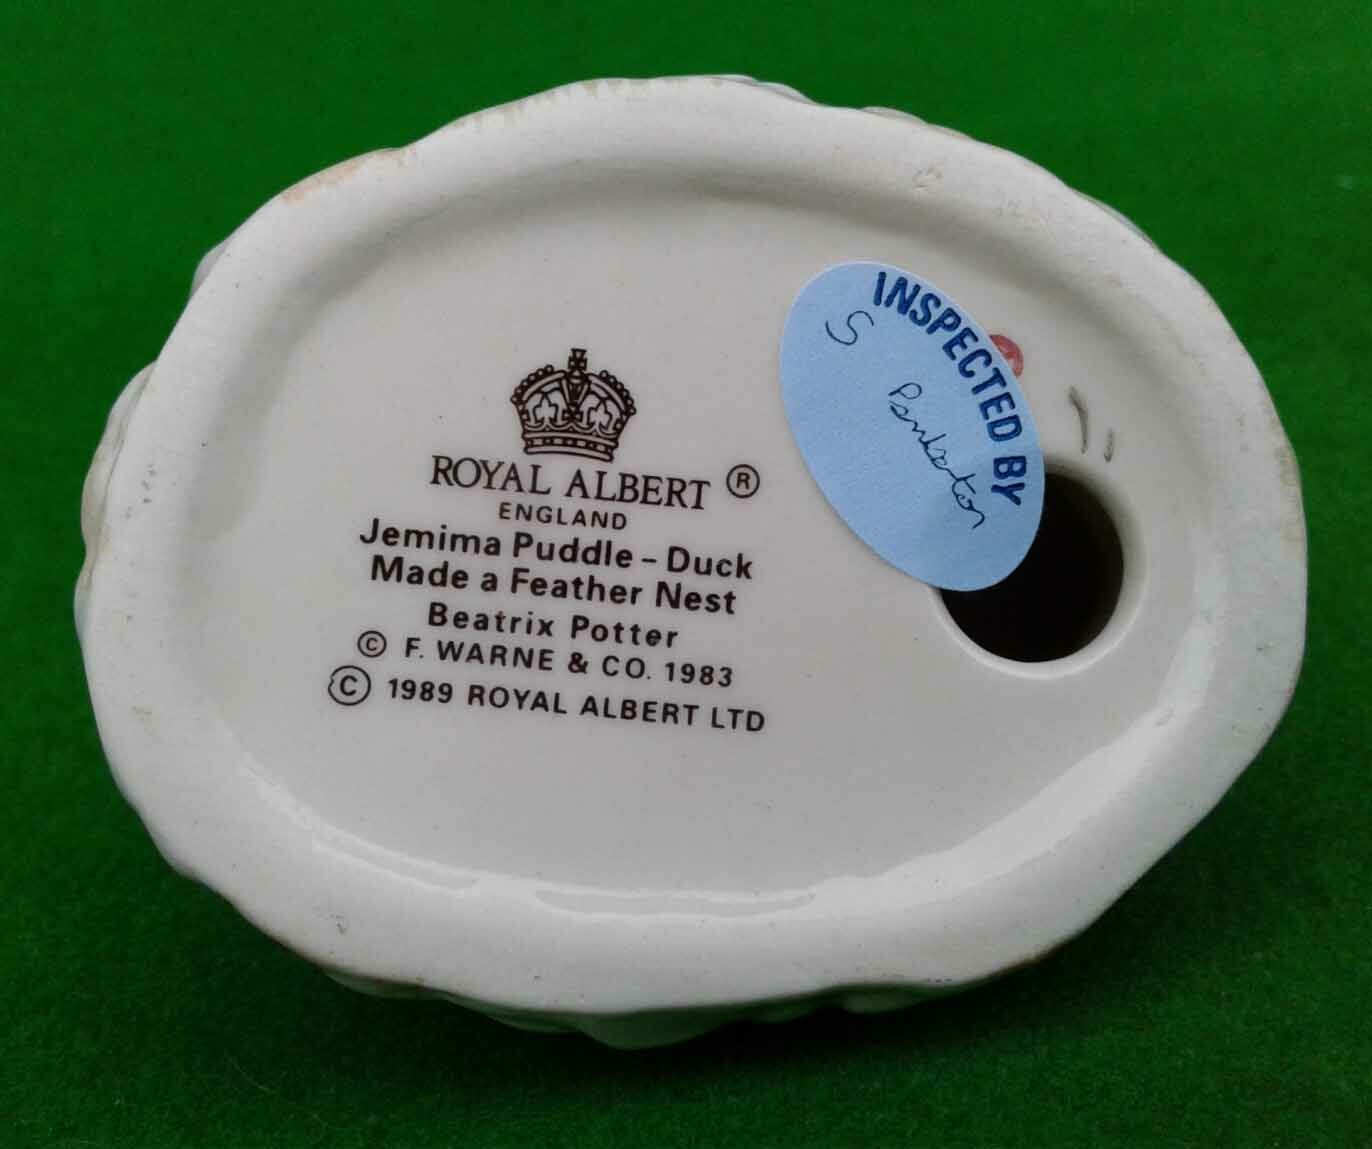 ROYAL ALBERT ®
ENGLAND
Jemima Puddle – Duck
Made a Feather Nest
Beatrix Potter
© F. WARNE & CO. 1983
© 1989 ROYAL ALBERT LTD
INSPECTED BY
S